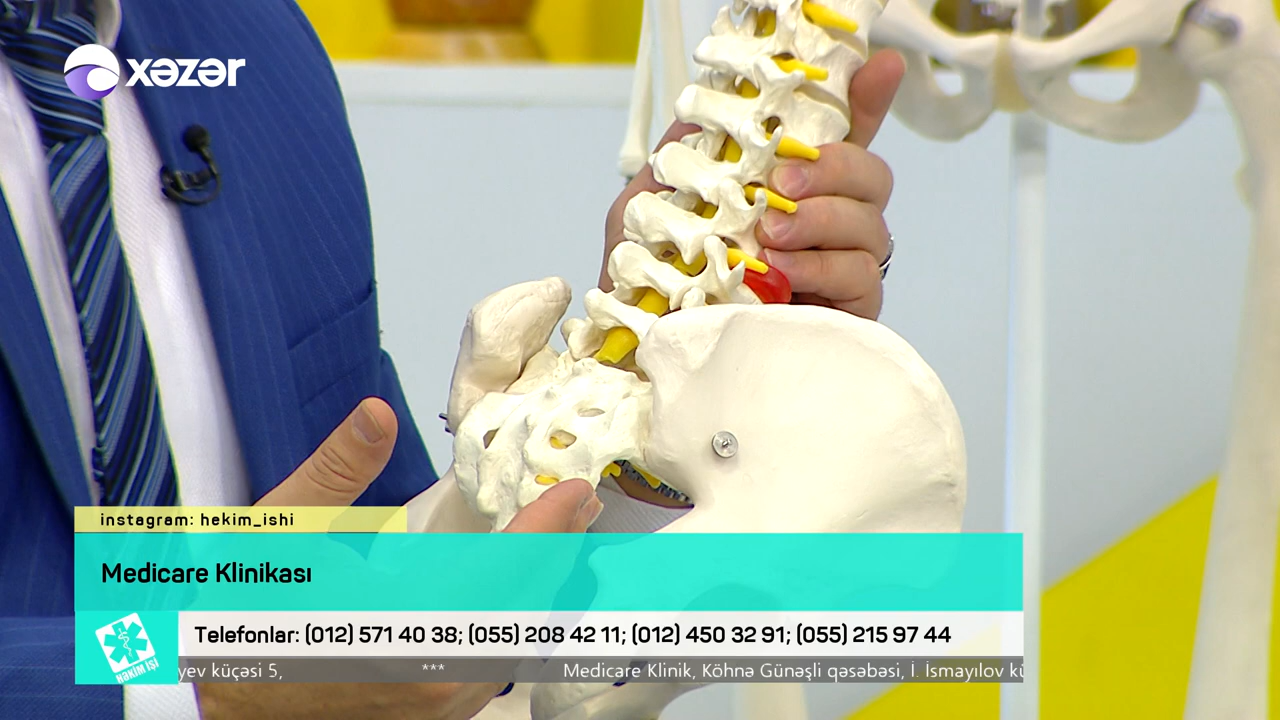 xəzər
instagram: hekim_ishi
Medicare Klinikası
Telefonlar: (012) 571 40 38; (055) 208 42 11; (012) 450 32 91; (055) 215 97 44
HƏKİM İŞİ
yev küçəsi 5, *** Medicare Klinik, Köhnə Günəşli qəsəbəsi, İ. İsmayılov kü